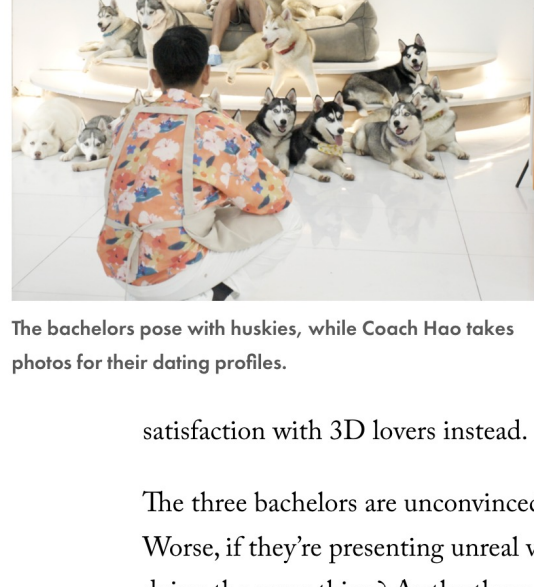 The bachelors pose with huskies, while Coach Hao takes
photos for their dating profiles.
satisfaction with 3D lovers instead.
The three bachelors are unconvinced
Worse, if they're presenting unreal